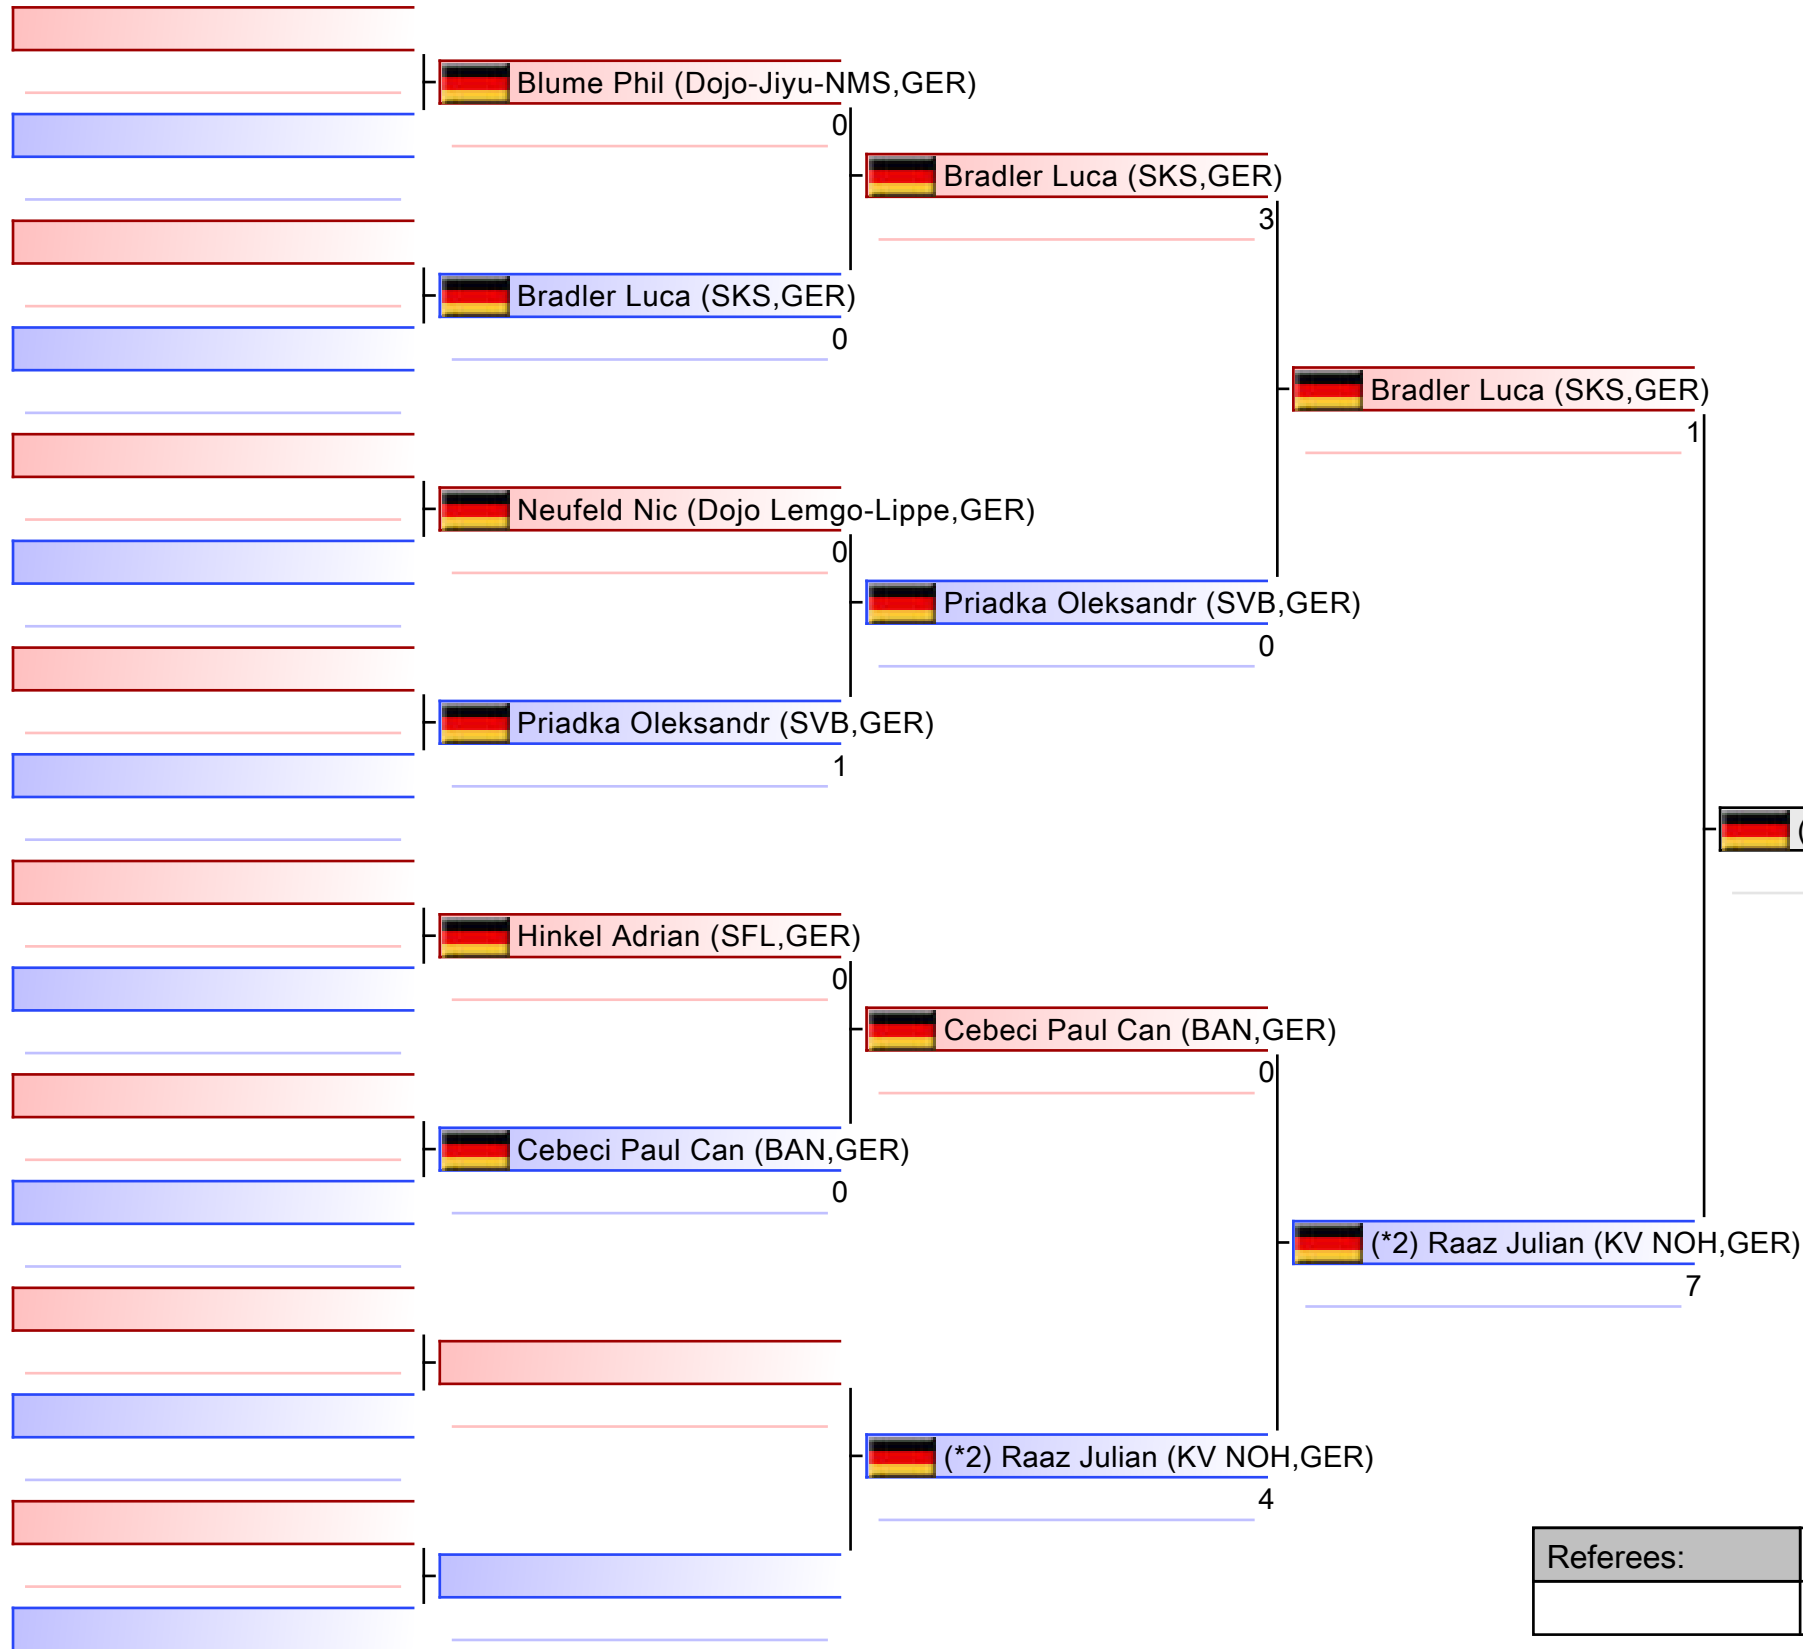 Blume Phil (Dojo-Jiyu-NMS,GER)
0
Bradler Luca (SKS,GER)
3
Bradler Luca (SKS,GER)
0
Bradler Luca (SKS,GER)
1
Neufeld Nic (Dojo Lemgo-Lippe,GER)
0
Priadka Oleksandr (SVB,GER)
0
Priadka Oleksandr (SVB,GER)
1
(
Hinkel Adrian (SFL,GER)
0
Cebeci Paul Can (BAN,GER)
0
Cebeci Paul Can (BAN,GER)
0
(*2) Raaz Julian (KV NOH,GER)
7
(*2) Raaz Julian (KV NOH,GER)
4
Referees: